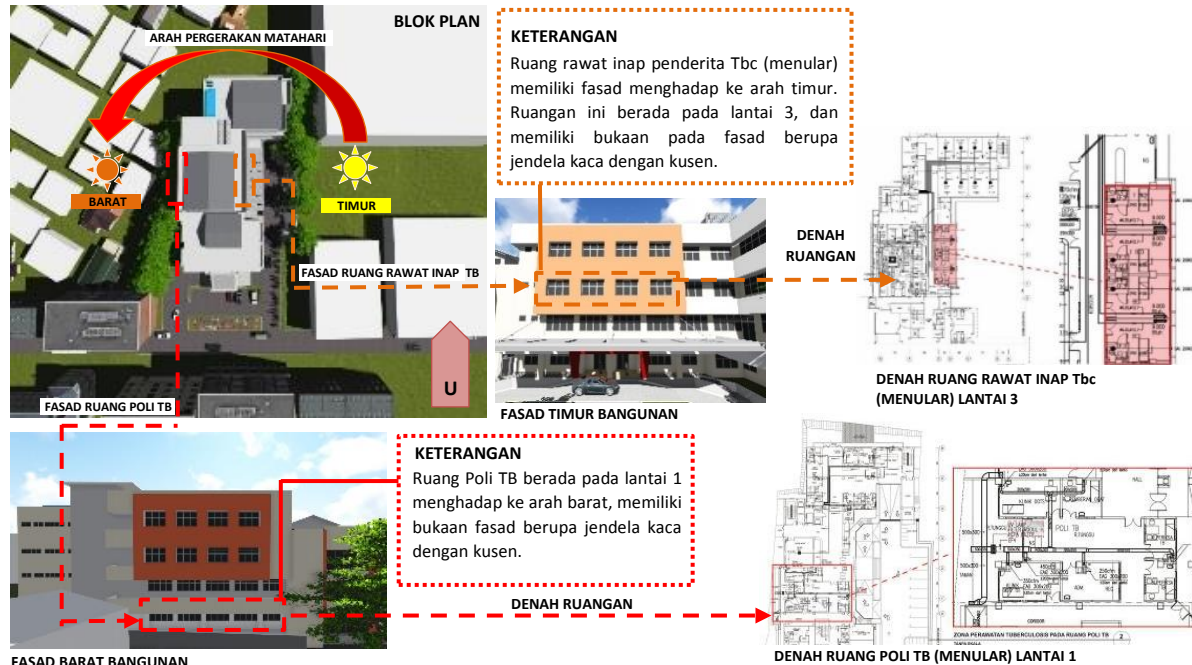 BLOK PLAN
ARAH PERGERAKAN MATAHARI
BARAT
TIMUR
FASAD RUANG RAWAT INAP TB
U
FASAD RUANG POLI TB
KETERANGAN
Ruang rawat inap penderita Tbc (menular)
memiliki fasad menghadap ke arah timur.
Ruangan ini berada pada lantai 3, dan
memiliki bukaan pada fasad berupa
jendela kaca dengan kusen.
FASAD TIMUR BANGUNAN
DENAH
RUANGAN
DENAH RUANG RAWAT INAP Tbc
(MENULAR) LANTAI 3
KETERANGAN
Ruang Poli TB berada pada lantai 1
menghadap ke arah barat, memiliki
bukaan fasad berupa jendela kaca
dengan kusen.
FASAD BARAT BANGUNAN
DENAH RUANGAN
HALL
POLI TB
R.TUNGGU
ZONA PERAWATAN TUBERCULOSIS PADA RUANG POLI TB
2
DENAH RUANG POLI TB (MENULAR) LANTAI 1